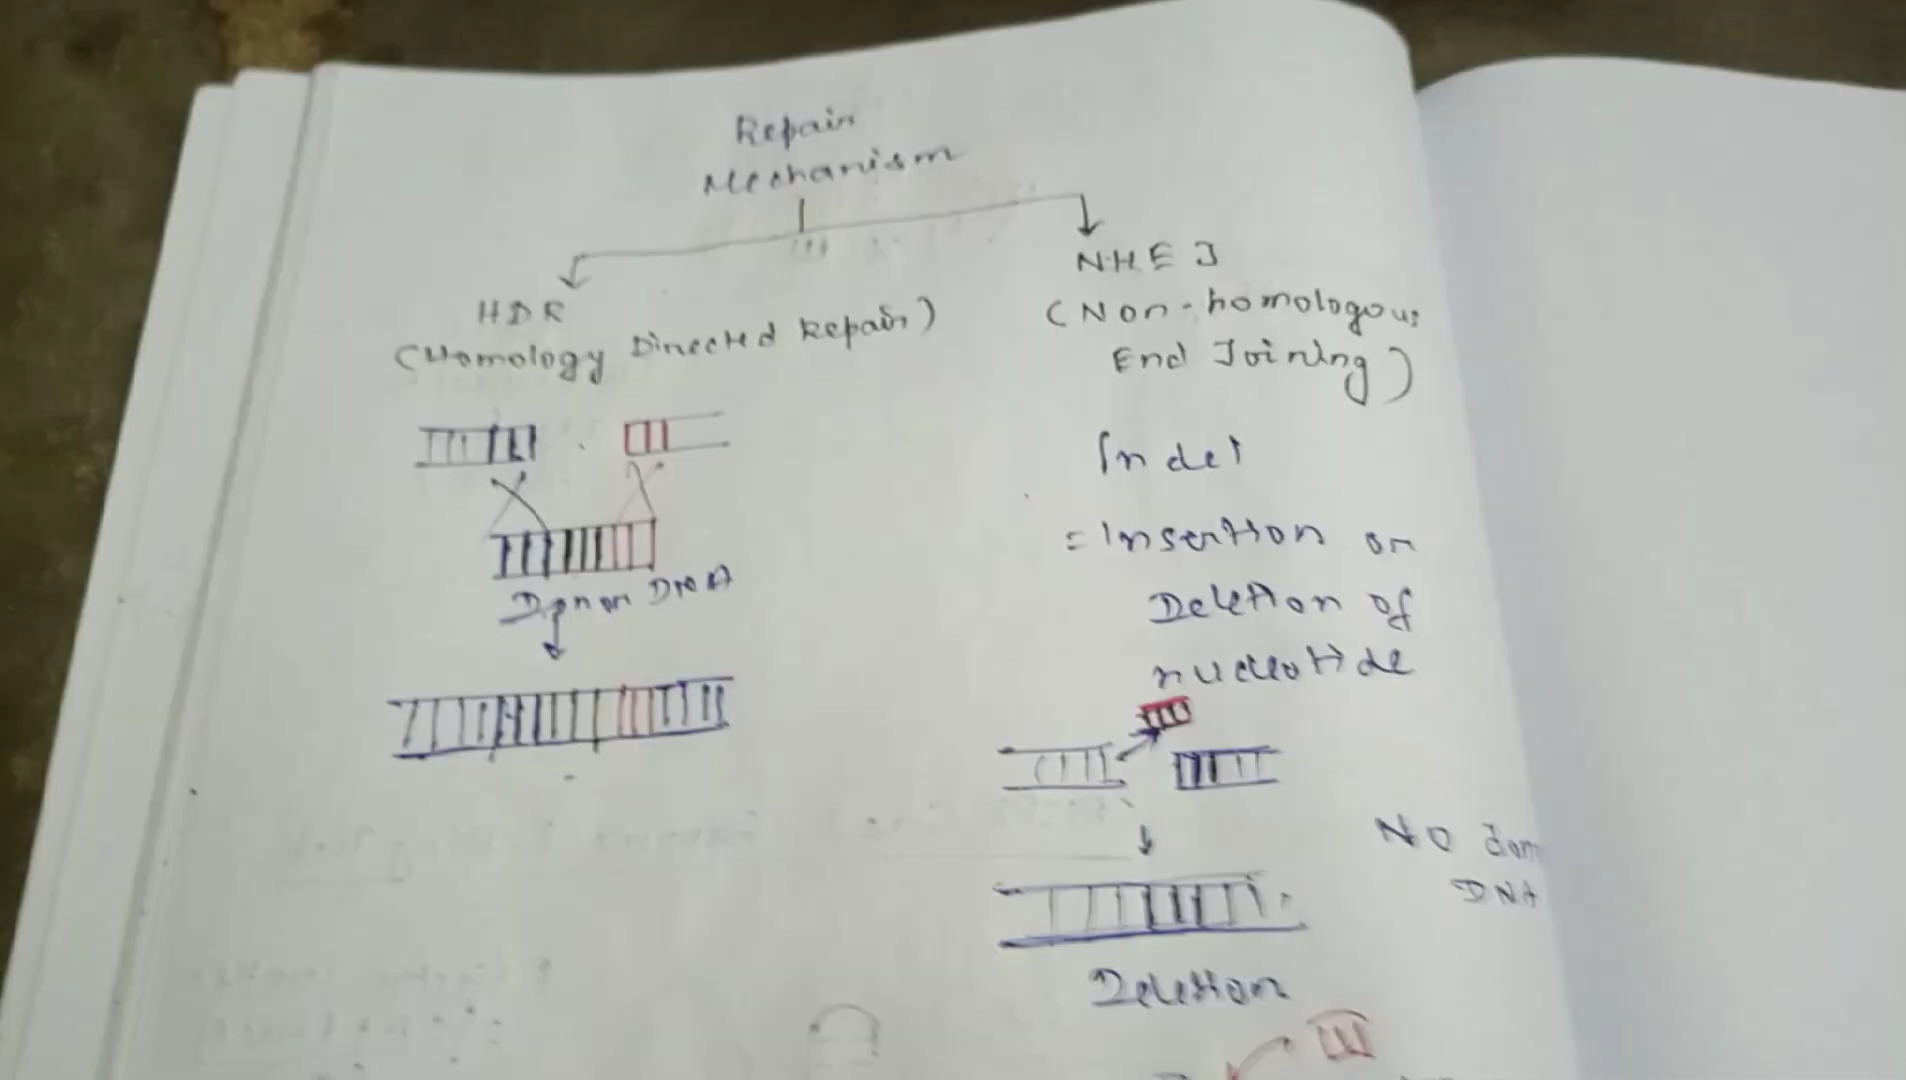 Repair
Mechanism
HDR
(Homology Directed Repair)
NHEJ
(Non-homologous
End Joining)
Indel
= Insertion or
Deletion of
nucleotide
Donor DNA
No
DNA
Deletion